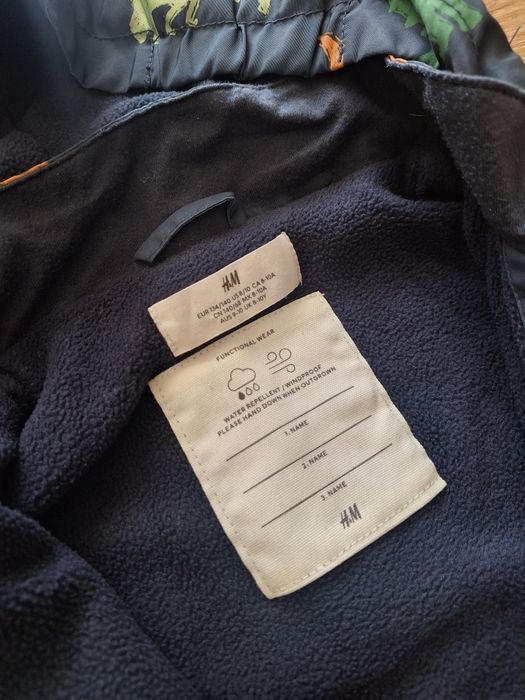 H&M
EUR 134/140 US 8/10 CA 8-10A
CN 140/68 MX 8-10A
AUS 9-10 UK 8-10Y
FUNCTIONAL WEAR
WATER REPELLENT / WINDPROOF
PLEASE HAND DOWN WHEN OUTGROWN
1. NAME
2. NAME
3. NAME
H&M